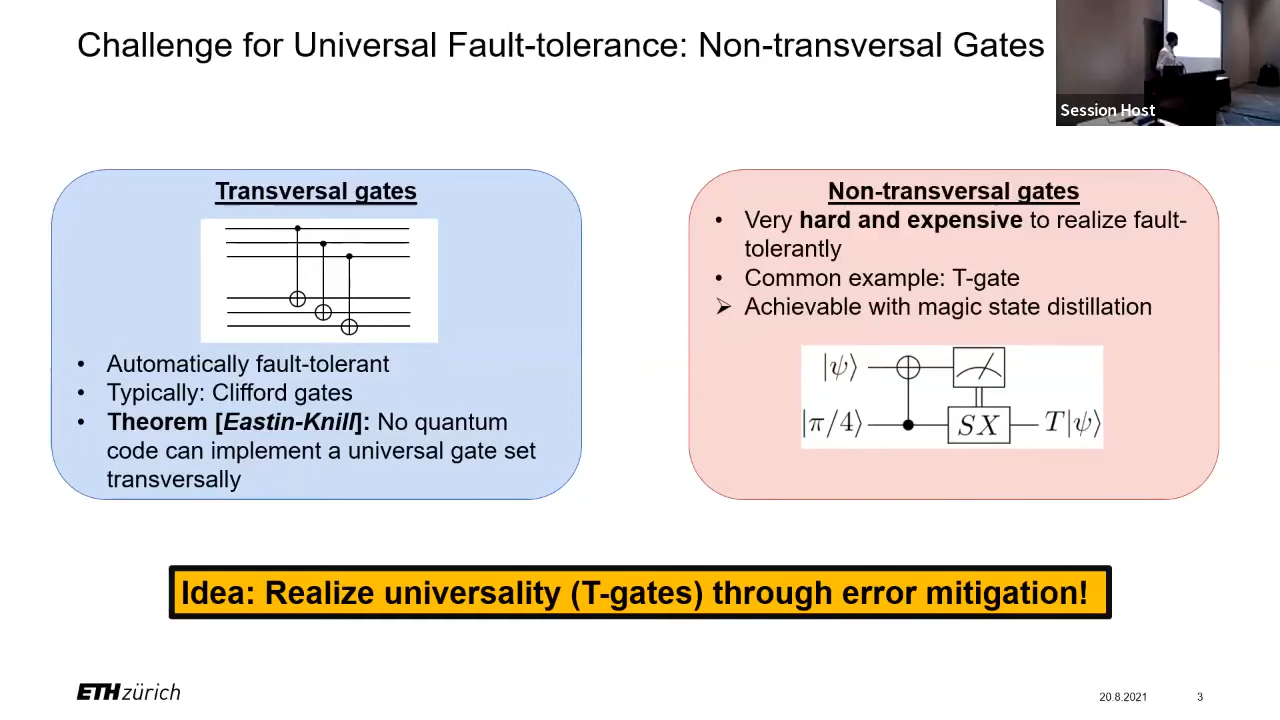 Challenge for Universal Fault-tolerance: Non-transversal Gates
Session Host
Transversal gates
• Automatically fault-tolerant
• Typically: Clifford gates
• Theorem [Eastin-Knill]: No quantum
code can implement a universal gate set
transversally
Non-transversal gates
• Very hard and expensive to realize fault-
tolerantly
• Common example: T-gate
➢ Achievable with magic state distillation
|ψ⟩
|π/4⟩ SX T|ψ⟩
Idea: Realize universality (T-gates) through error mitigation!
ETH zürich
20.8.2021 3